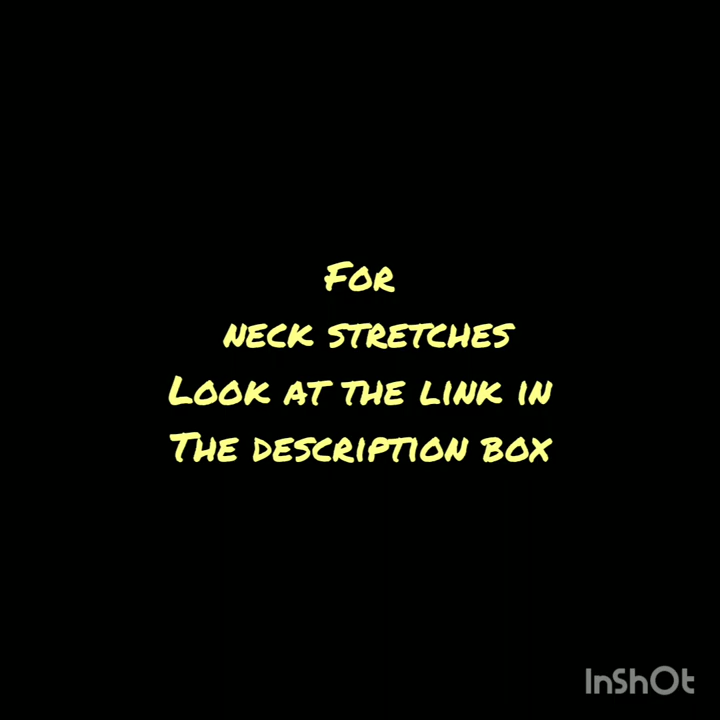 FOR
NECK STRETCHES
LOOK AT THE LINK IN
THE DESCRIPTION BOX
InShOt